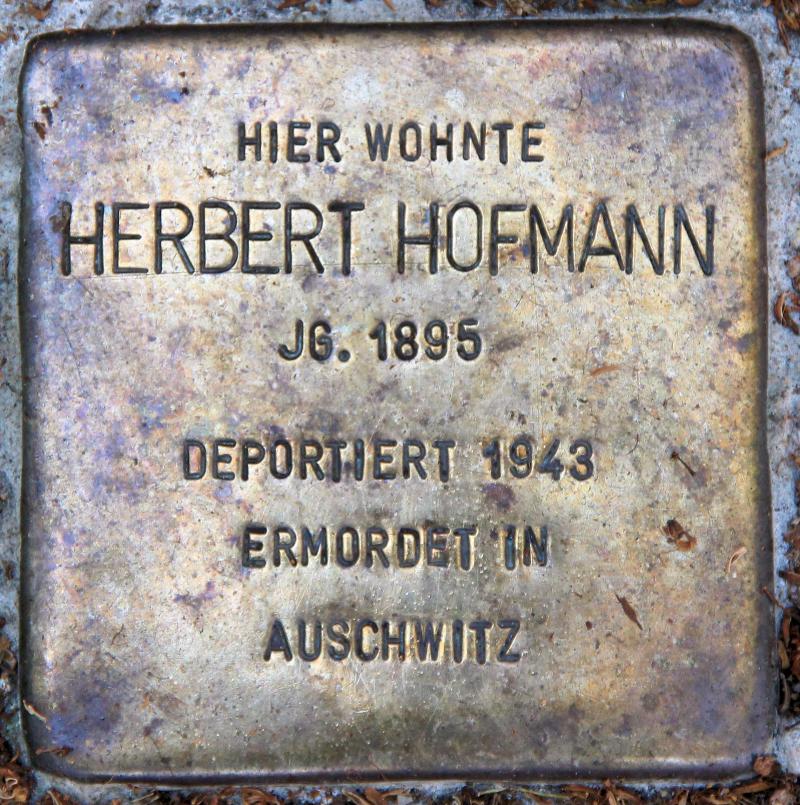 HIER WOHNTE
HERBERT HOFMANN
JG. 1895
DEPORTIERT 1943
ERMORDET IN
AUSCHWITZ